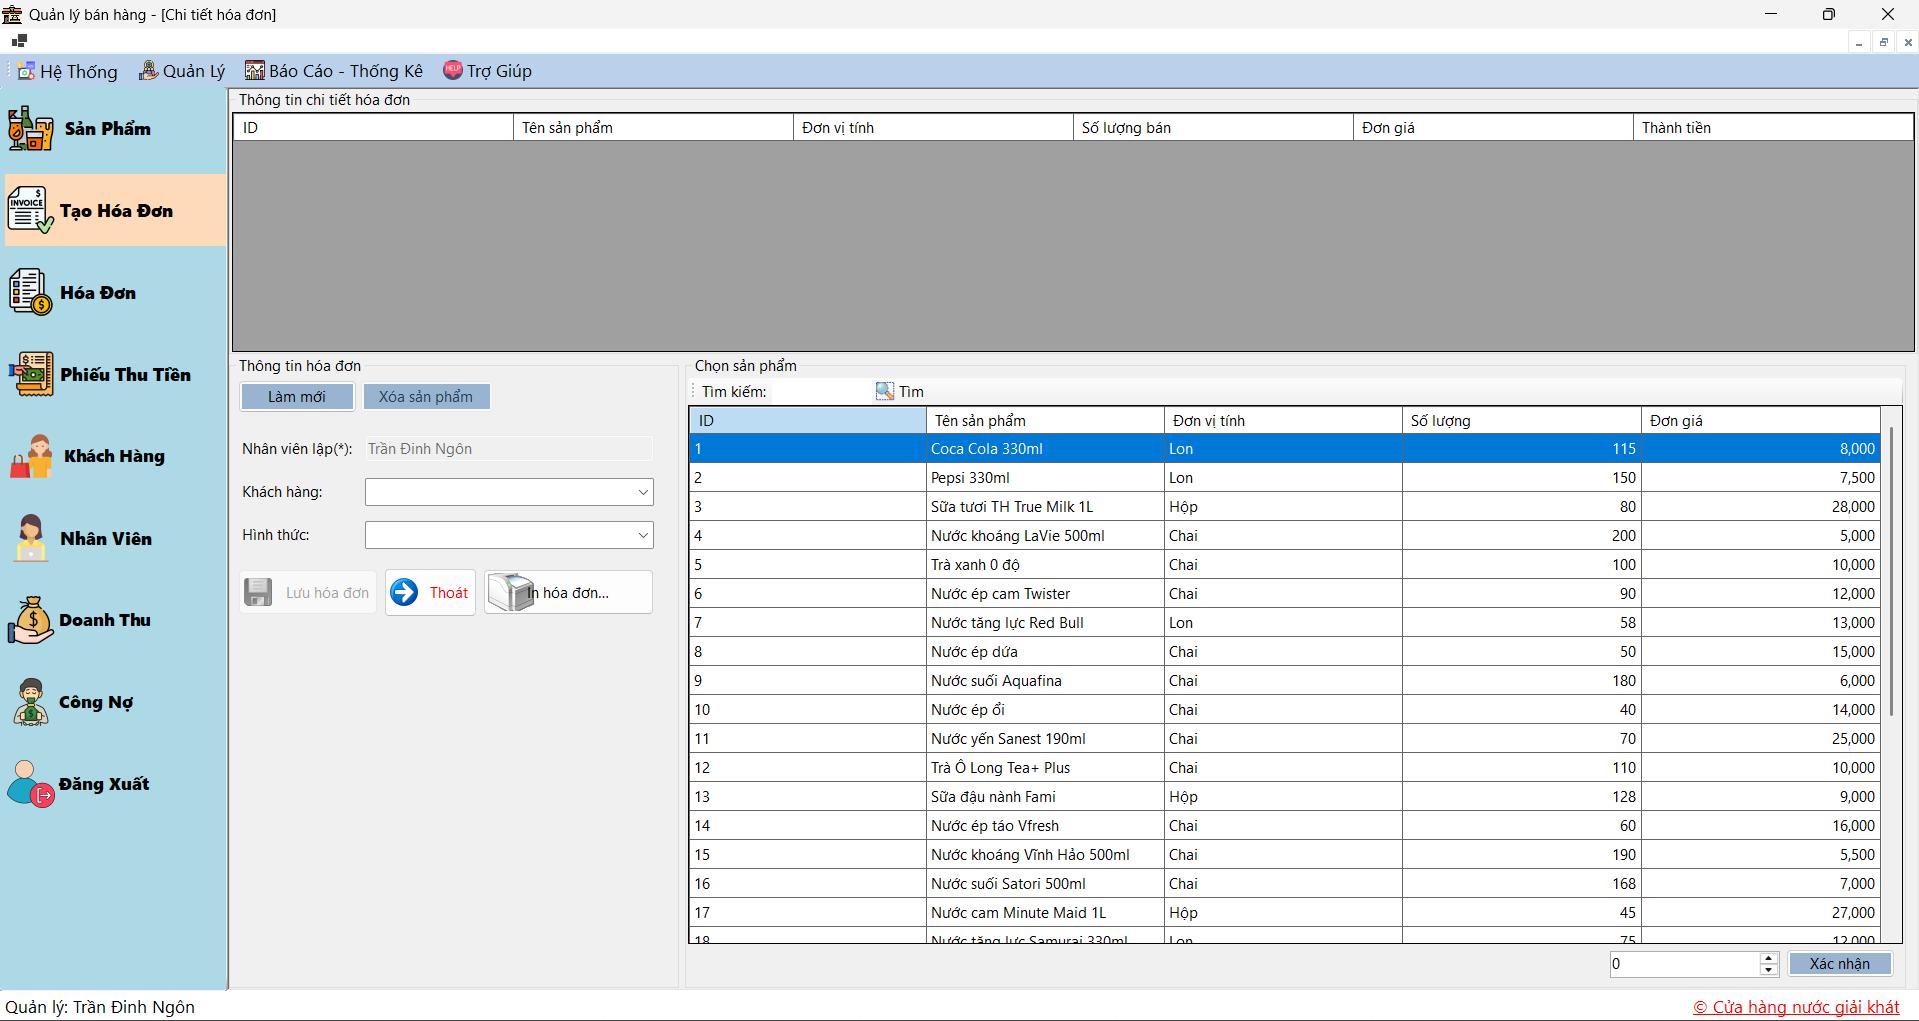 Quản lý bán hàng - [Chi tiết hóa đơn]
Hệ Thống Quản Lý Báo Cáo - Thống Kê HELP Trợ Giúp
Sản Phẩm
INVOICE
Tạo Hóa Đơn
Hóa Đơn
Phiếu Thu Tiền
Khách Hàng
Nhân Viên
Doanh Thu
Công Nợ
Đăng Xuất
Thông tin chi tiết hóa đơn
ID Tên sản phẩm Đơn vị tính Số lượng bán Đơn giá Thành tiền
Thông tin hóa đơn
Làm mới Xóa sản phẩm
Nhân viên lập(*): Trần Đinh Ngôn
Khách hàng:
Hình thức:
Lưu hóa đơn Thoát In hóa đơn...
Chọn sản phẩm
Tìm kiếm: Tìm
ID Tên sản phẩm Đơn vị tính Số lượng Đơn giá
1 Coca Cola 330ml Lon 115 8,000
2 Pepsi 330ml Lon 150 7,500
3 Sữa tươi TH True Milk 1L Hộp 80 28,000
4 Nước khoáng LaVie 500ml Chai 200 5,000
5 Trà xanh 0 độ Chai 100 10,000
6 Nước ép cam Twister Chai 90 12,000
7 Nước tăng lực Red Bull Lon 58 13,000
8 Nước ép dứa Chai 50 15,000
9 Nước suối Aquafina Chai 180 6,000
10 Nước ép ổi Chai 40 14,000
11 Nước yến Sanest 190ml Chai 70 25,000
12 Trà Ô Long Tea+ Plus Chai 110 10,000
13 Sữa đậu nành Fami Hộp 128 9,000
14 Nước ép táo Vfresh Chai 60 16,000
15 Nước khoáng Vĩnh Hảo 500ml Chai 190 5,500
16 Nước suối Satori 500ml Chai 168 7,000
17 Nước cam Minute Maid 1L Hộp 45 27,000
18 Nước tăng lực Samurai 330ml Lon 75 12,000
0 Xác nhận
Quản lý: Trần Đinh Ngôn
© Cửa hàng nước giải khát